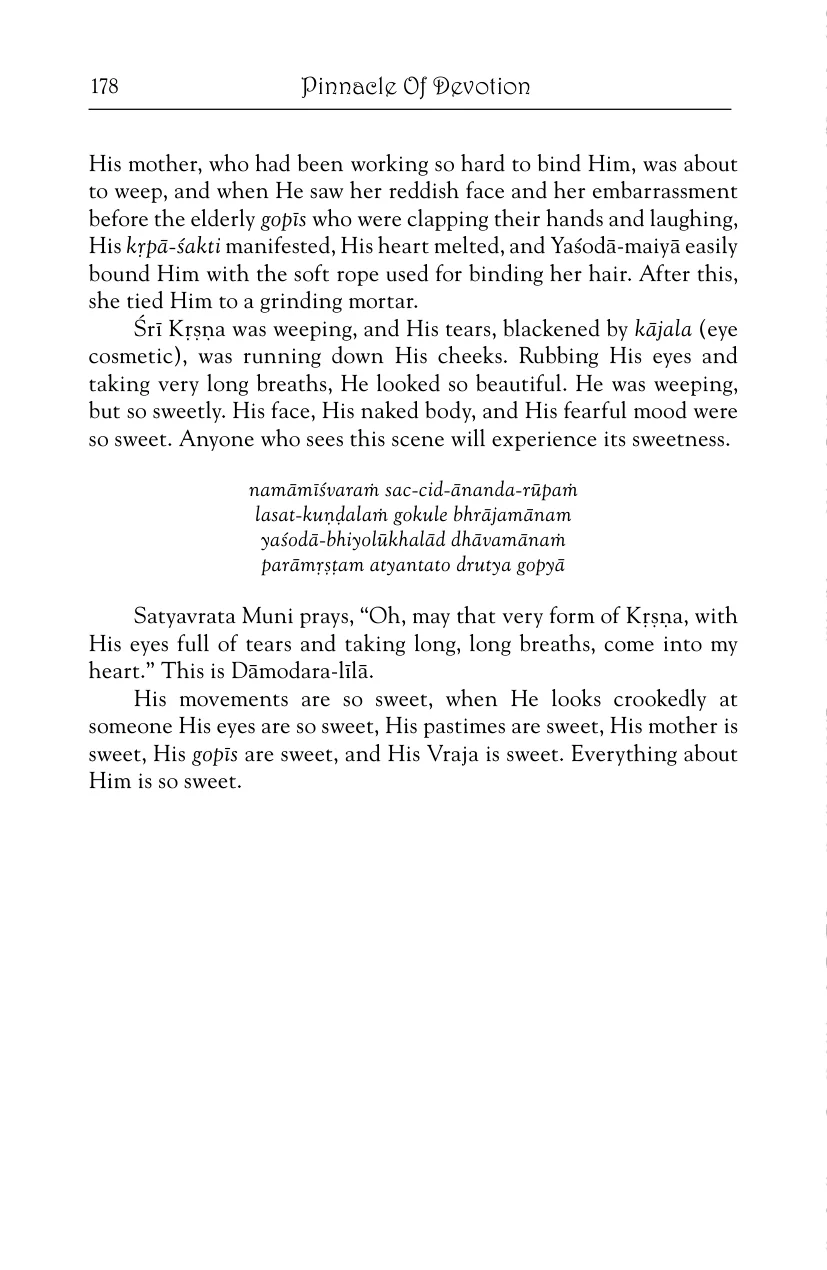 178 Pinnacle Of Devotion
His mother, who had been working so hard to bind Him, was about
to weep, and when He saw her reddish face and her embarrassment
before the elderly gopīs who were clapping their hands and laughing,
His kṛpā-śakti manifested, His heart melted, and Yaśodā-maiyā easily
bound Him with the soft rope used for binding her hair. After this,
she tied Him to a grinding mortar.
Śrī Kṛṣṇa was weeping, and His tears, blackened by kājala (eye
cosmetic), was running down His cheeks. Rubbing His eyes and
taking very long breaths, He looked so beautiful. He was weeping,
but so sweetly. His face, His naked body, and His fearful mood were
so sweet. Anyone who sees this scene will experience its sweetness.
namāmīśvaraṁ sac-cid-ānanda-rūpaṁ
lasat-kuṇḍalaṁ gokule bhrājamānam
yaśodā-bhiyolūkhalād dhāvamānaṁ
parāmṛṣṭam atyantato drutya gopyā
Satyavrata Muni prays, “Oh, may that very form of Kṛṣṇa, with
His eyes full of tears and taking long, long breaths, come into my
heart.” This is Dāmodara-līlā.
His movements are so sweet, when He looks crookedly at
someone His eyes are so sweet, His pastimes are sweet, His mother is
sweet, His gopīs are sweet, and His Vraja is sweet. Everything about
Him is so sweet.